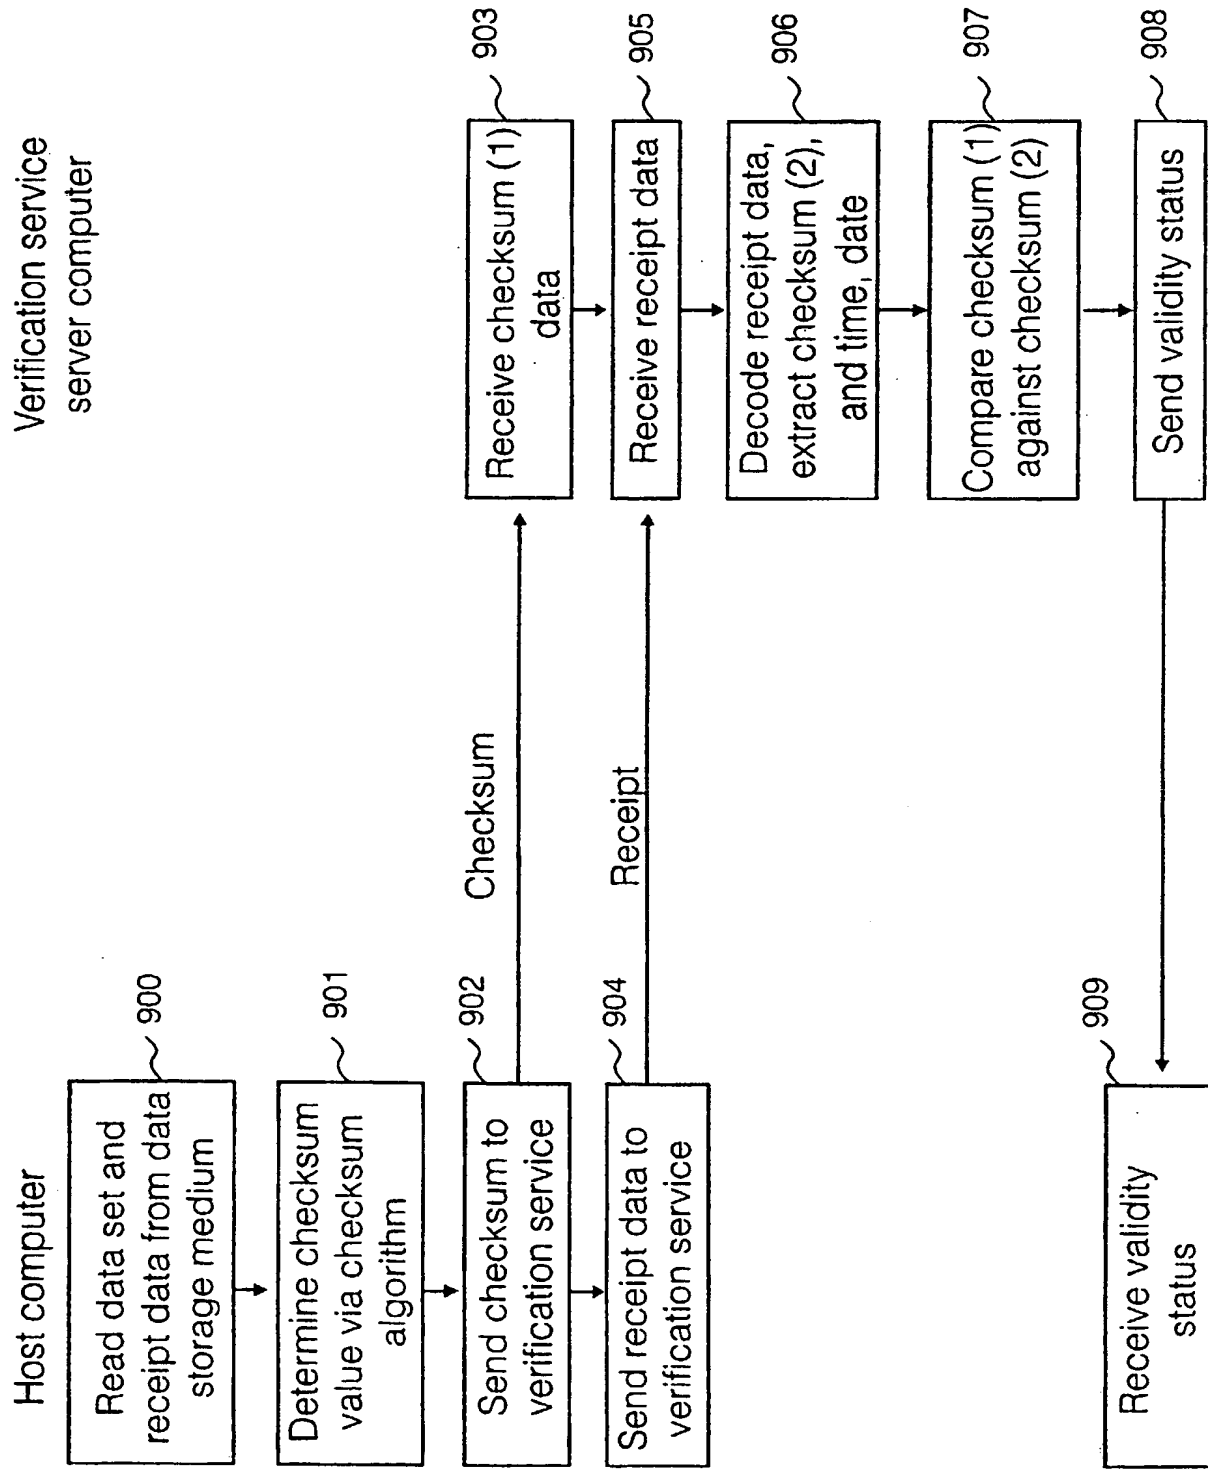 Host computer
Read data set and
receipt data from data
storage medium
900
Determine checksum
value via checksum
algorithm
901
Send checksum to
verification service
902
Send receipt data to
verification service
904
Receive validity
status
909
Checksum
Receipt
Verification service
server computer
Receive checksum (1)
data
903
Receive receipt data
905
Decode receipt data,
extract checksum (2),
and time, date
906
Compare checksum (1)
against checksum (2)
907
Send validity status
908